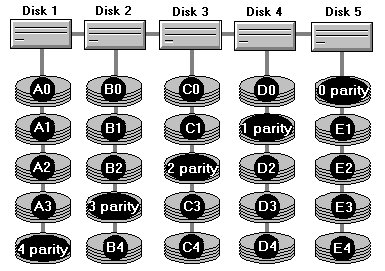 Disk 1 Disk 2 Disk 3 Disk 4 Disk 5
A0 B0 C0 D0 0 parity
A1 B1 C1 1 parity E1
A2 B2 2 parity D2 E2
A3 3 parity C3 D3 E3
4 parity B4 C4 D4 E4